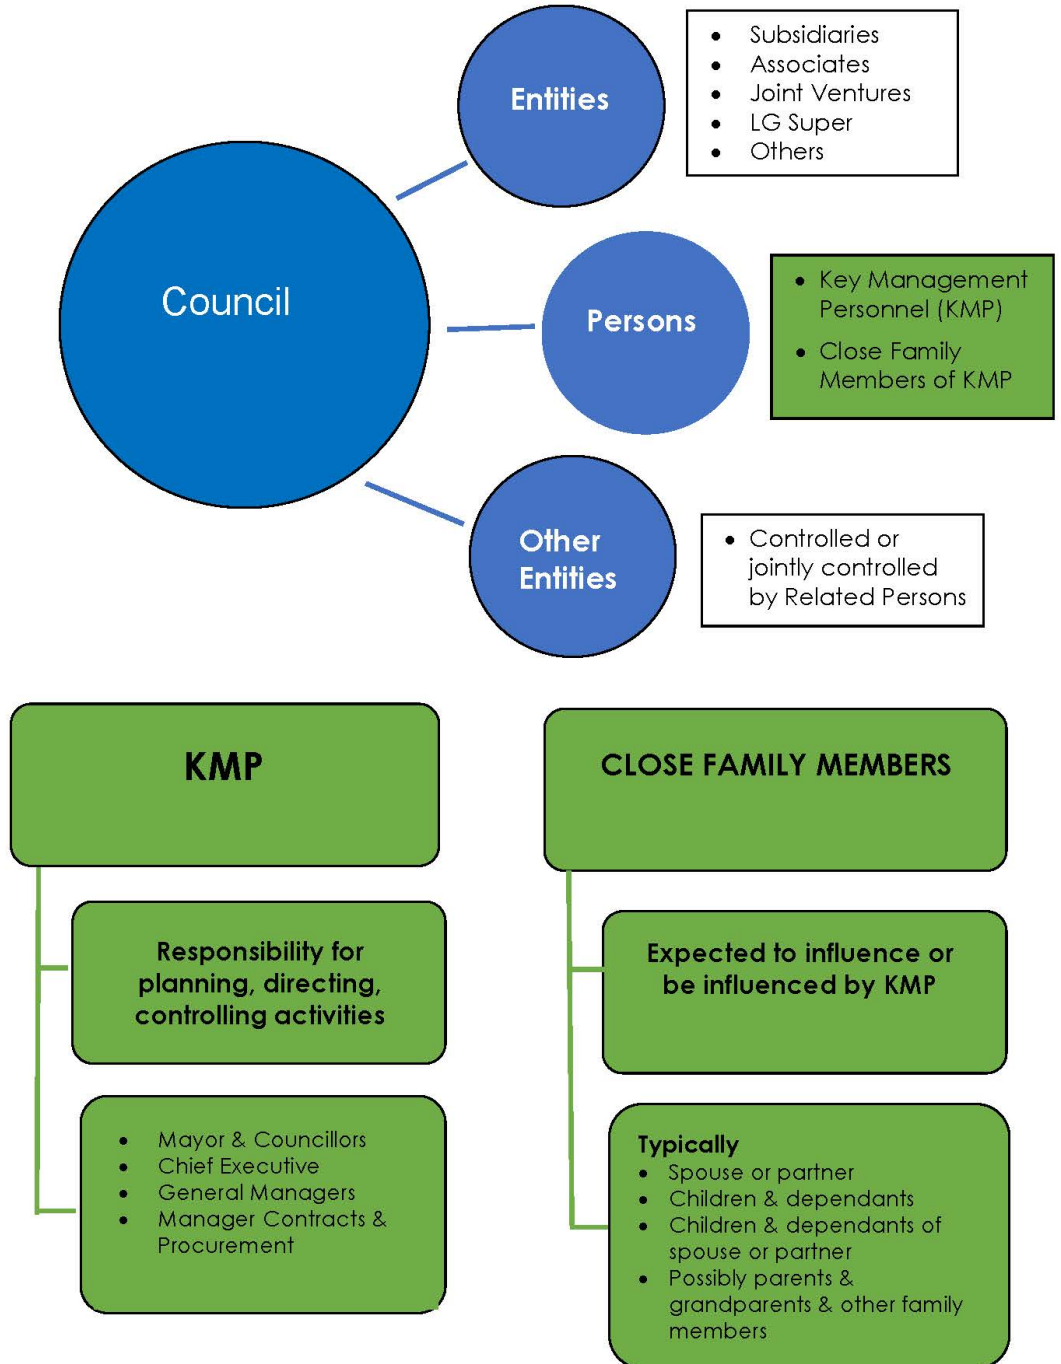 Entities
• Subsidiaries
• Associates
• Joint Ventures
• LG Super
• Others
Council
Persons
• Key Management
Personnel (KMP)
• Close Family
Members of KMP
Other
Entities
• Controlled or
jointly controlled
by Related Persons
KMP
Responsibility for
planning, directing,
controlling activities
• Mayor & Councillors
• Chief Executive
• General Managers
• Manager Contracts &
Procurement
CLOSE FAMILY MEMBERS
Expected to influence or
be influenced by KMP
Typically
• Spouse or partner
• Children & dependants
• Children & dependants of
spouse or partner
• Possibly parents &
grandparents & other family
members